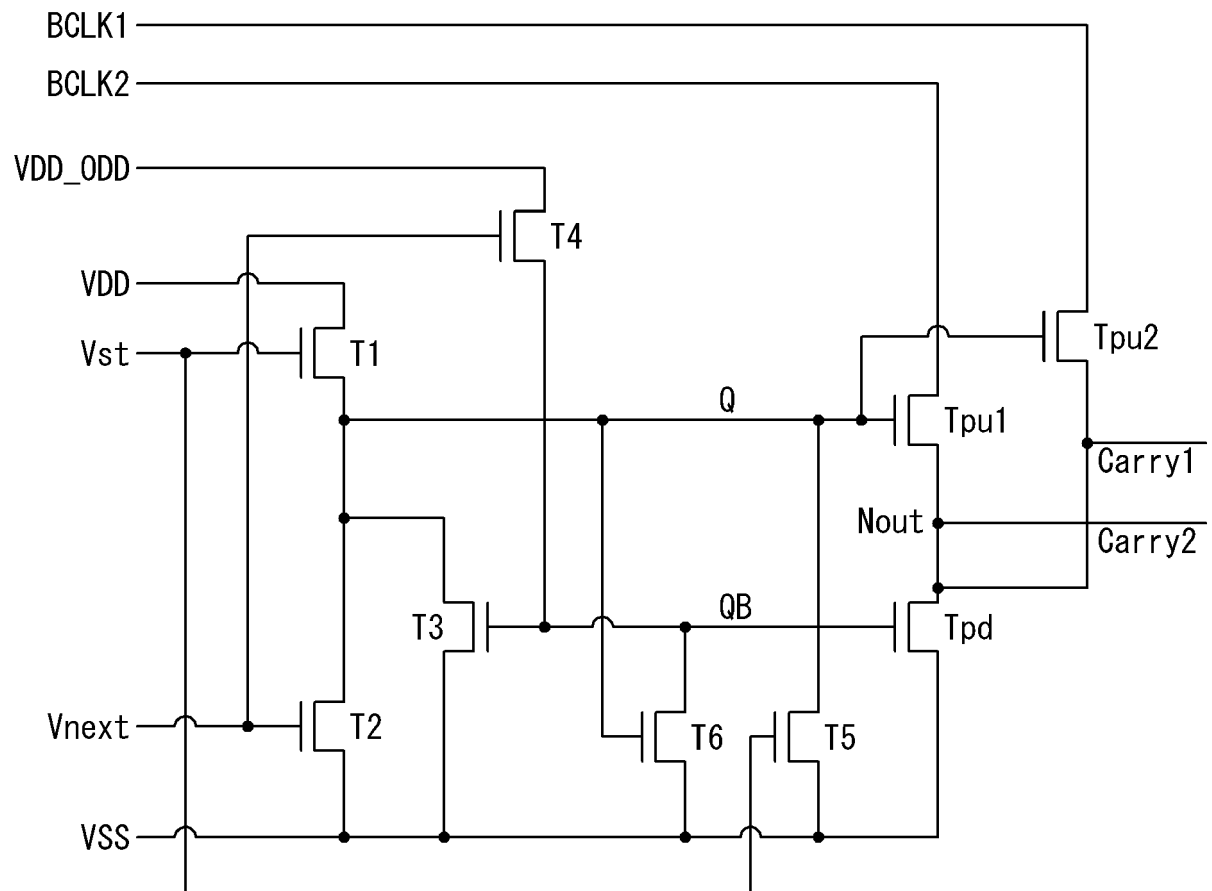 BCLK1
BCLK2
VDD_ODD
T4
VDD
Vst
T1
Tpu2
Q
Tpu1
Carry1
Nout
Carry2
T3
QB
Tpd
Vnext
T2
T6
T5
VSS